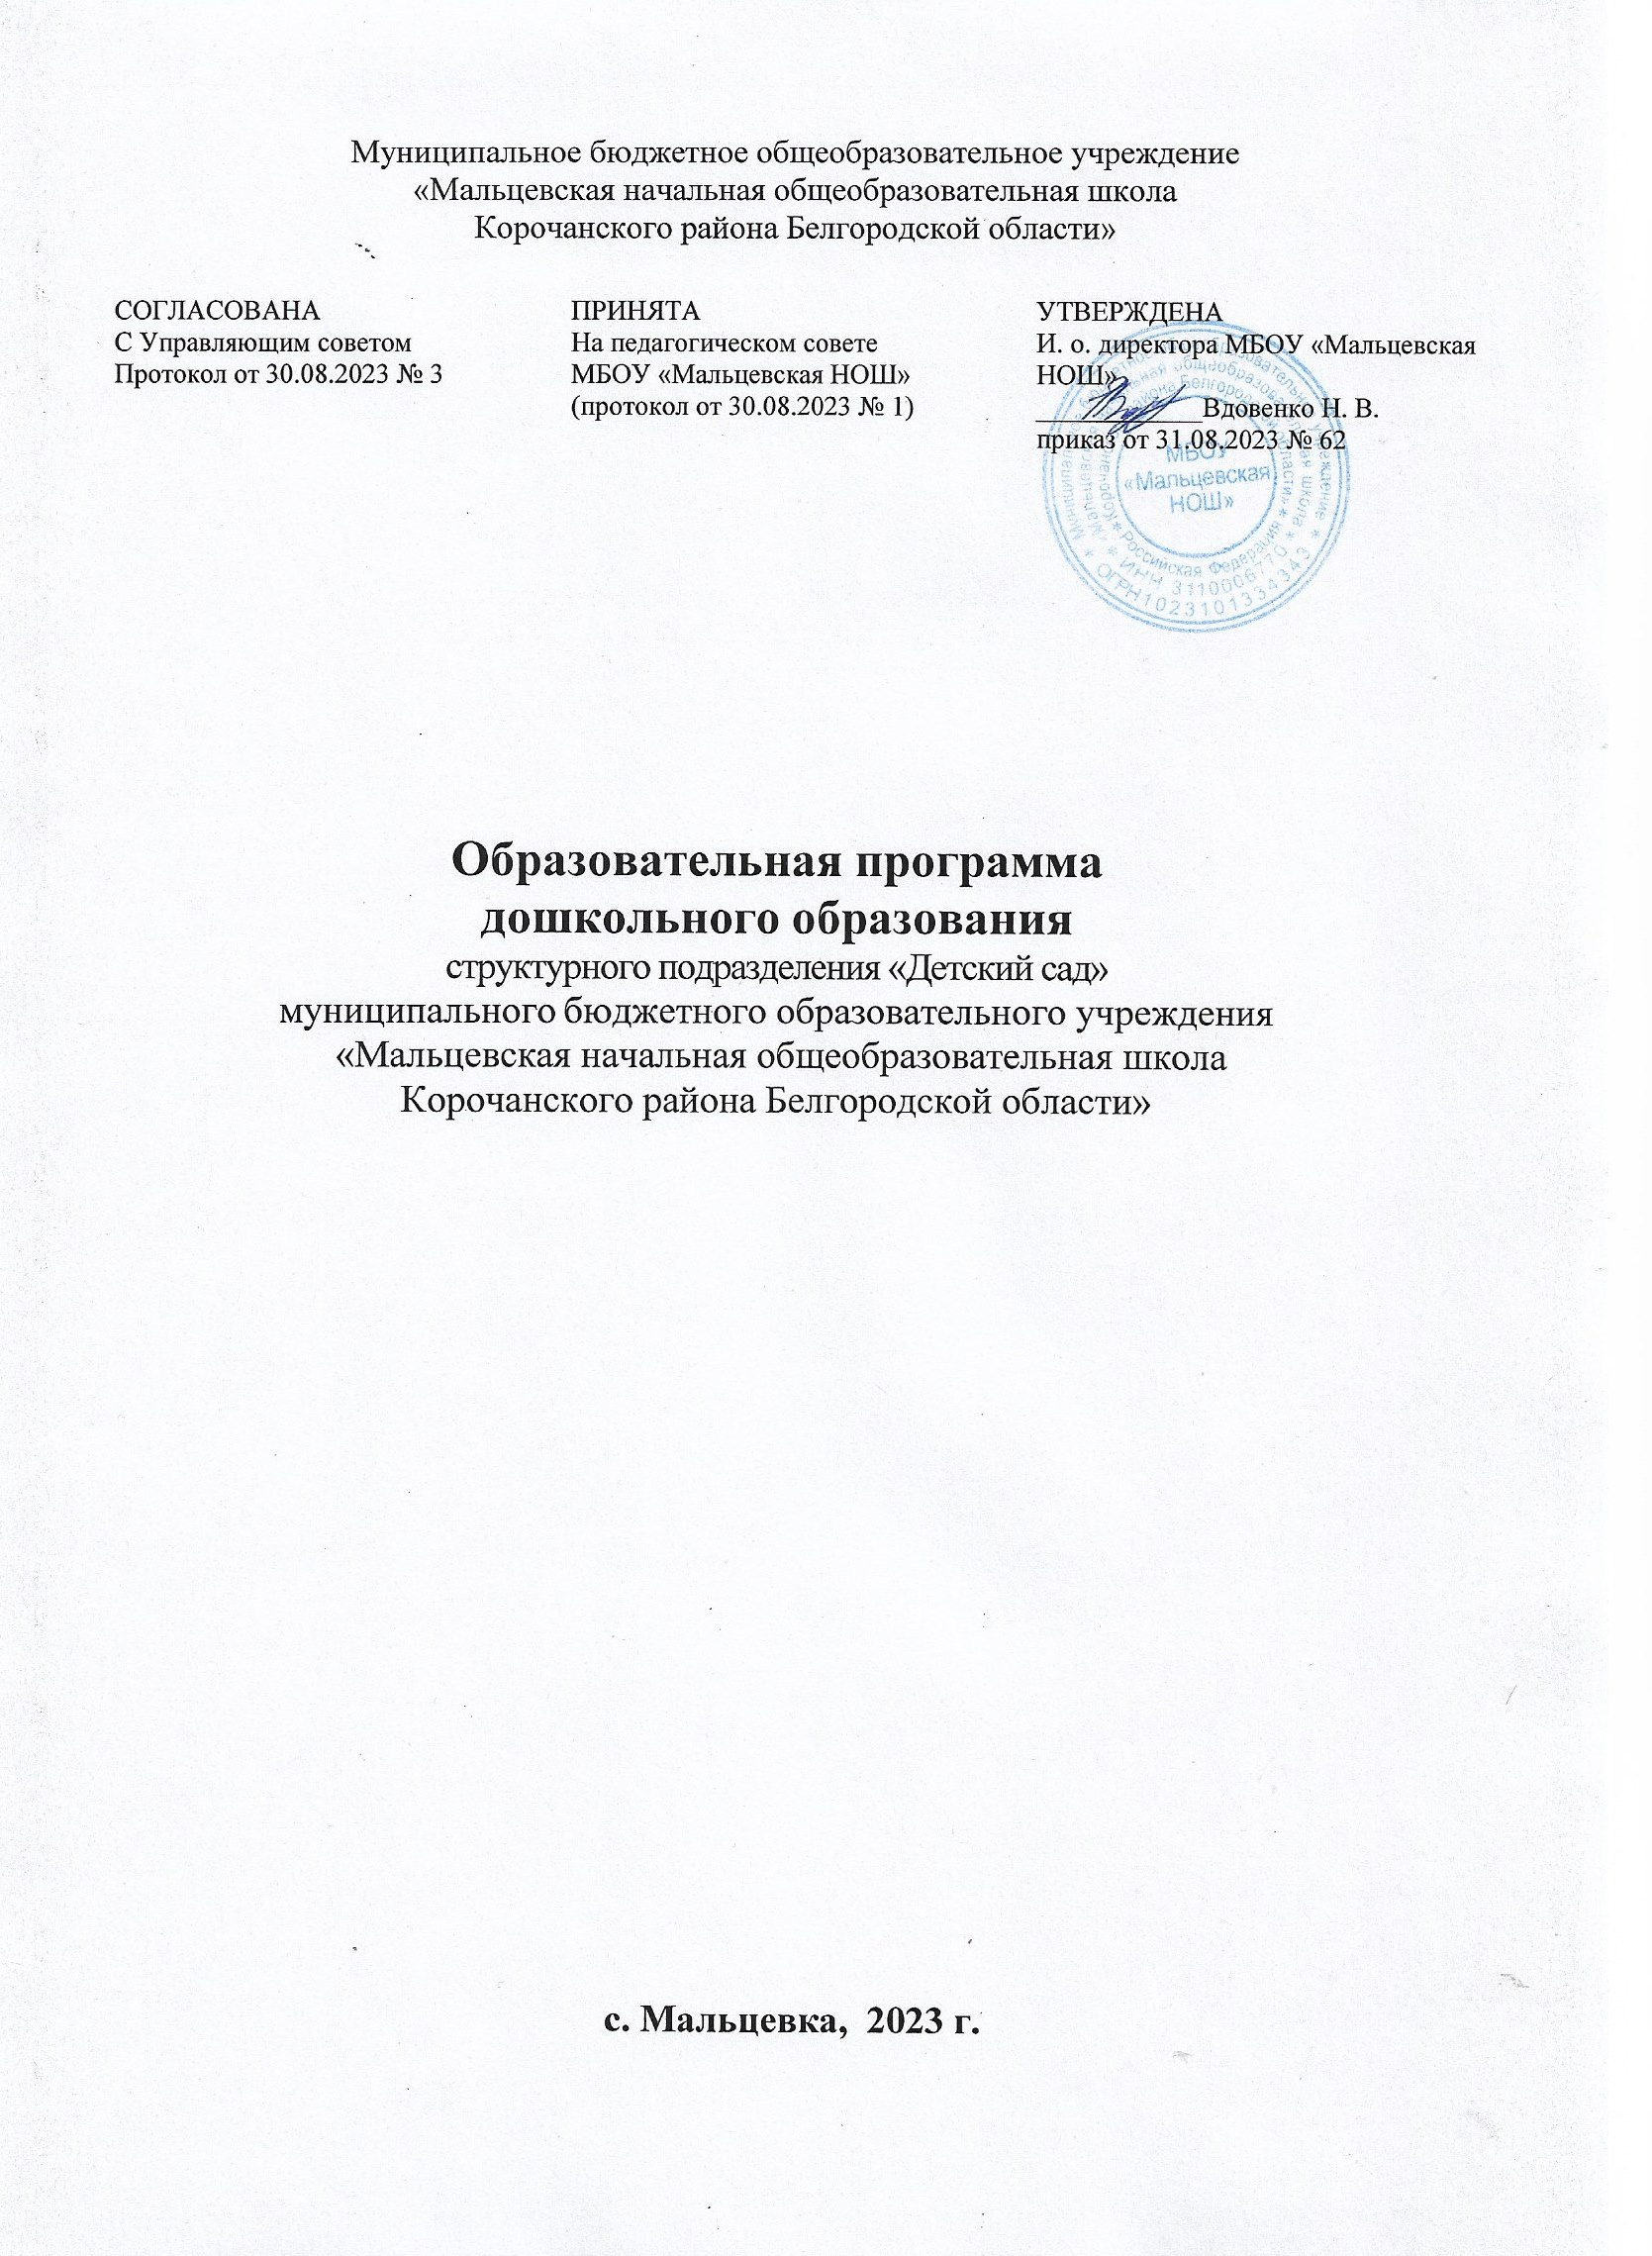 Муниципальное бюджетное общеобразовательное учреждение
«Мальцевская начальная общеобразовательная школа
Корочанского района Белгородской области»
СОГЛАСОВАНА
С Управляющим советом
Протокол от 30.08.2023 № 3
ПРИНЯТА
На педагогическом совете
МБОУ «Мальцевская НОШ»
(протокол от 30.08.2023 № 1)
УТВЕРЖДЕНА
И. о. директора МБОУ «Мальцевская
НОШ»
____________Вдовенко Н. В.
приказ от 31.08.2023 № 62
МБОУ
«Мальцевская
НОШ»
* Российская Федерация *
* ИНН 3110006770 *
* ОГРН1023101334343 *
Образовательная программа
дошкольного образования
структурного подразделения «Детский сад»
муниципального бюджетного образовательного учреждения
«Мальцевская начальная общеобразовательная школа
Корочанского района Белгородской области»
с. Мальцевка, 2023 г.